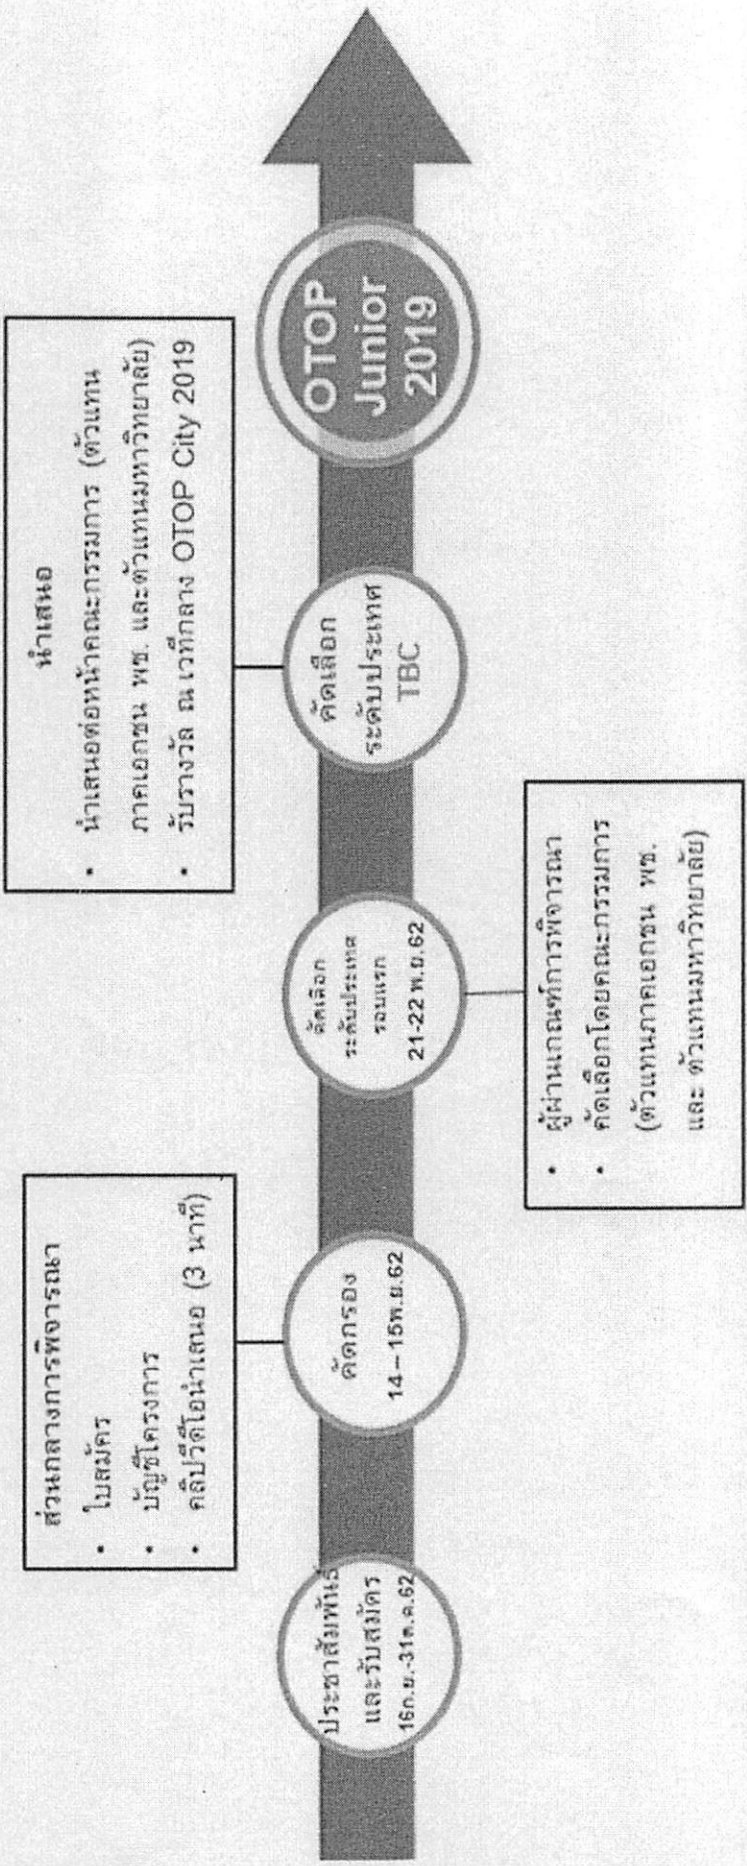 ส่วนกลางการพิจารณา
• ใบสมัคร
• บัญชีโครงการ
• คลิปวีดีโอนำเสนอ (3 นาที)
นำเสนอ
• นำเสนอต่อหน้าคณะกรรมการ (ตัวแทน
ภาคเอกชน พช. และตัวแทนมหาวิทยาลัย)
• รับรางวัล ณ เวทีกลาง OTOP City 2019
ประชาสัมพันธ์
และรับสมัคร
16ก.ย.-31ต.ค.62
คัดกรอง
14–15พ.ย.62
คัดเลือก
ระดับประเทศ
รอบแรก
21-22 พ.ย.62
คัดเลือก
ระดับประเทศ
TBC
OTOP
Junior
2019
• ผู้ผ่านเกณฑ์การพิจารณา
• คัดเลือกโดยคณะกรรมการ
(ตัวแทนภาคเอกชน พช.
และ ตัวแทนมหาวิทยาลัย)